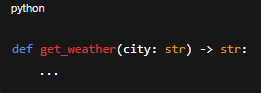 python
def get_weather(city: str) -> str:
    ...